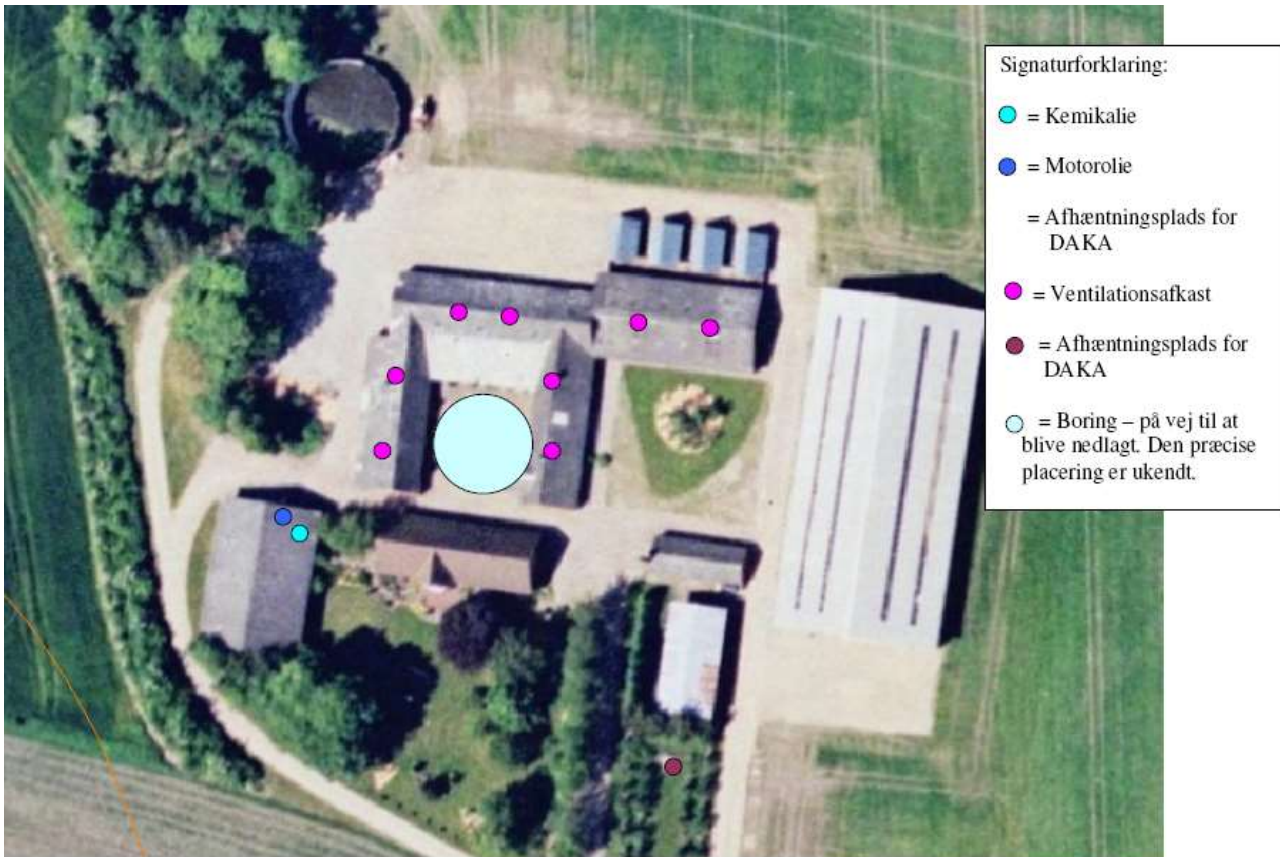 Signaturforklaring:
= Kemikalie
= Motorolie
= Afhæntningsplads for
DAKA
= Ventilationsafkast
= Afhæntningsplads for
DAKA
= Boring – på vej til at
blive nedlagt. Den præcise
placering er ukendt.